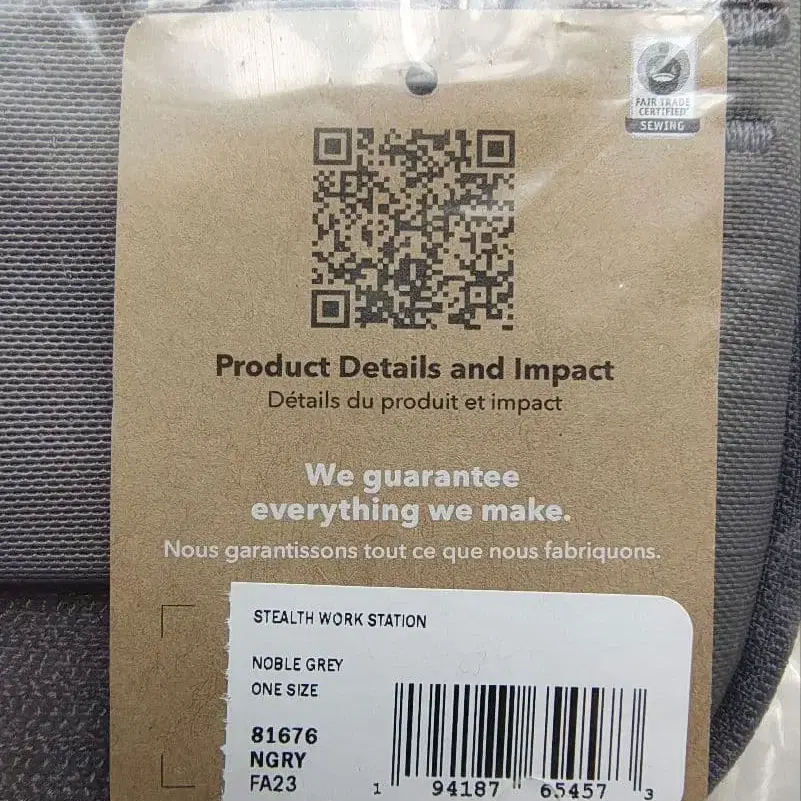 FAIR TRADE
CERTIFIED
SEWING
Product Details and Impact
Détails du produit et impact
We guarantee
everything we make.
Nous garantissons tout ce que nous fabriquons.
STEALTH WORK STATION
NOBLE GREY
ONE SIZE
81676
NGRY
FA23
1 94187 65457 3